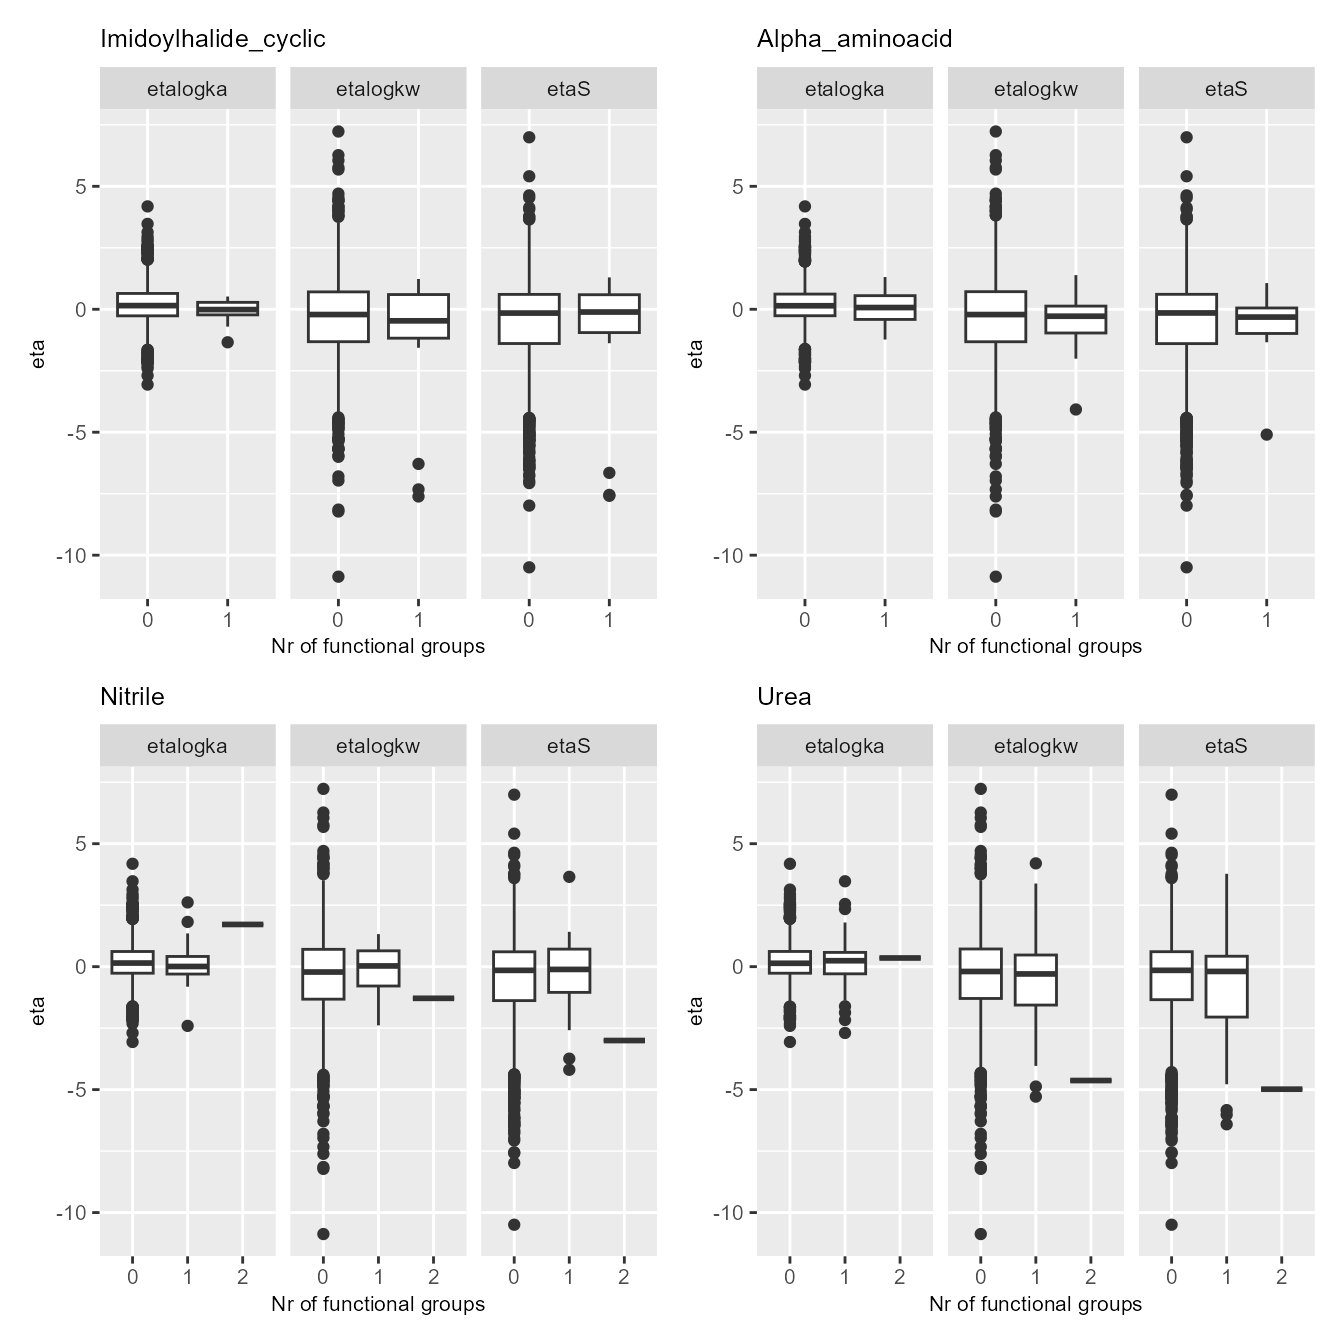 Imidoylhalide_cyclic
etalogka etalogkw etaS
eta
5
0
-5
-10
0 1 0 1 0 1
Nr of functional groups
Alpha_aminoacid
etalogka etalogkw etaS
eta
5
0
-5
-10
0 1 0 1 0 1
Nr of functional groups
Nitrile
etalogka etalogkw etaS
eta
5
0
-5
-10
0 1 2 0 1 2 0 1 2
Nr of functional groups
Urea
etalogka etalogkw etaS
eta
5
0
-5
-10
0 1 2 0 1 2 0 1 2
Nr of functional groups